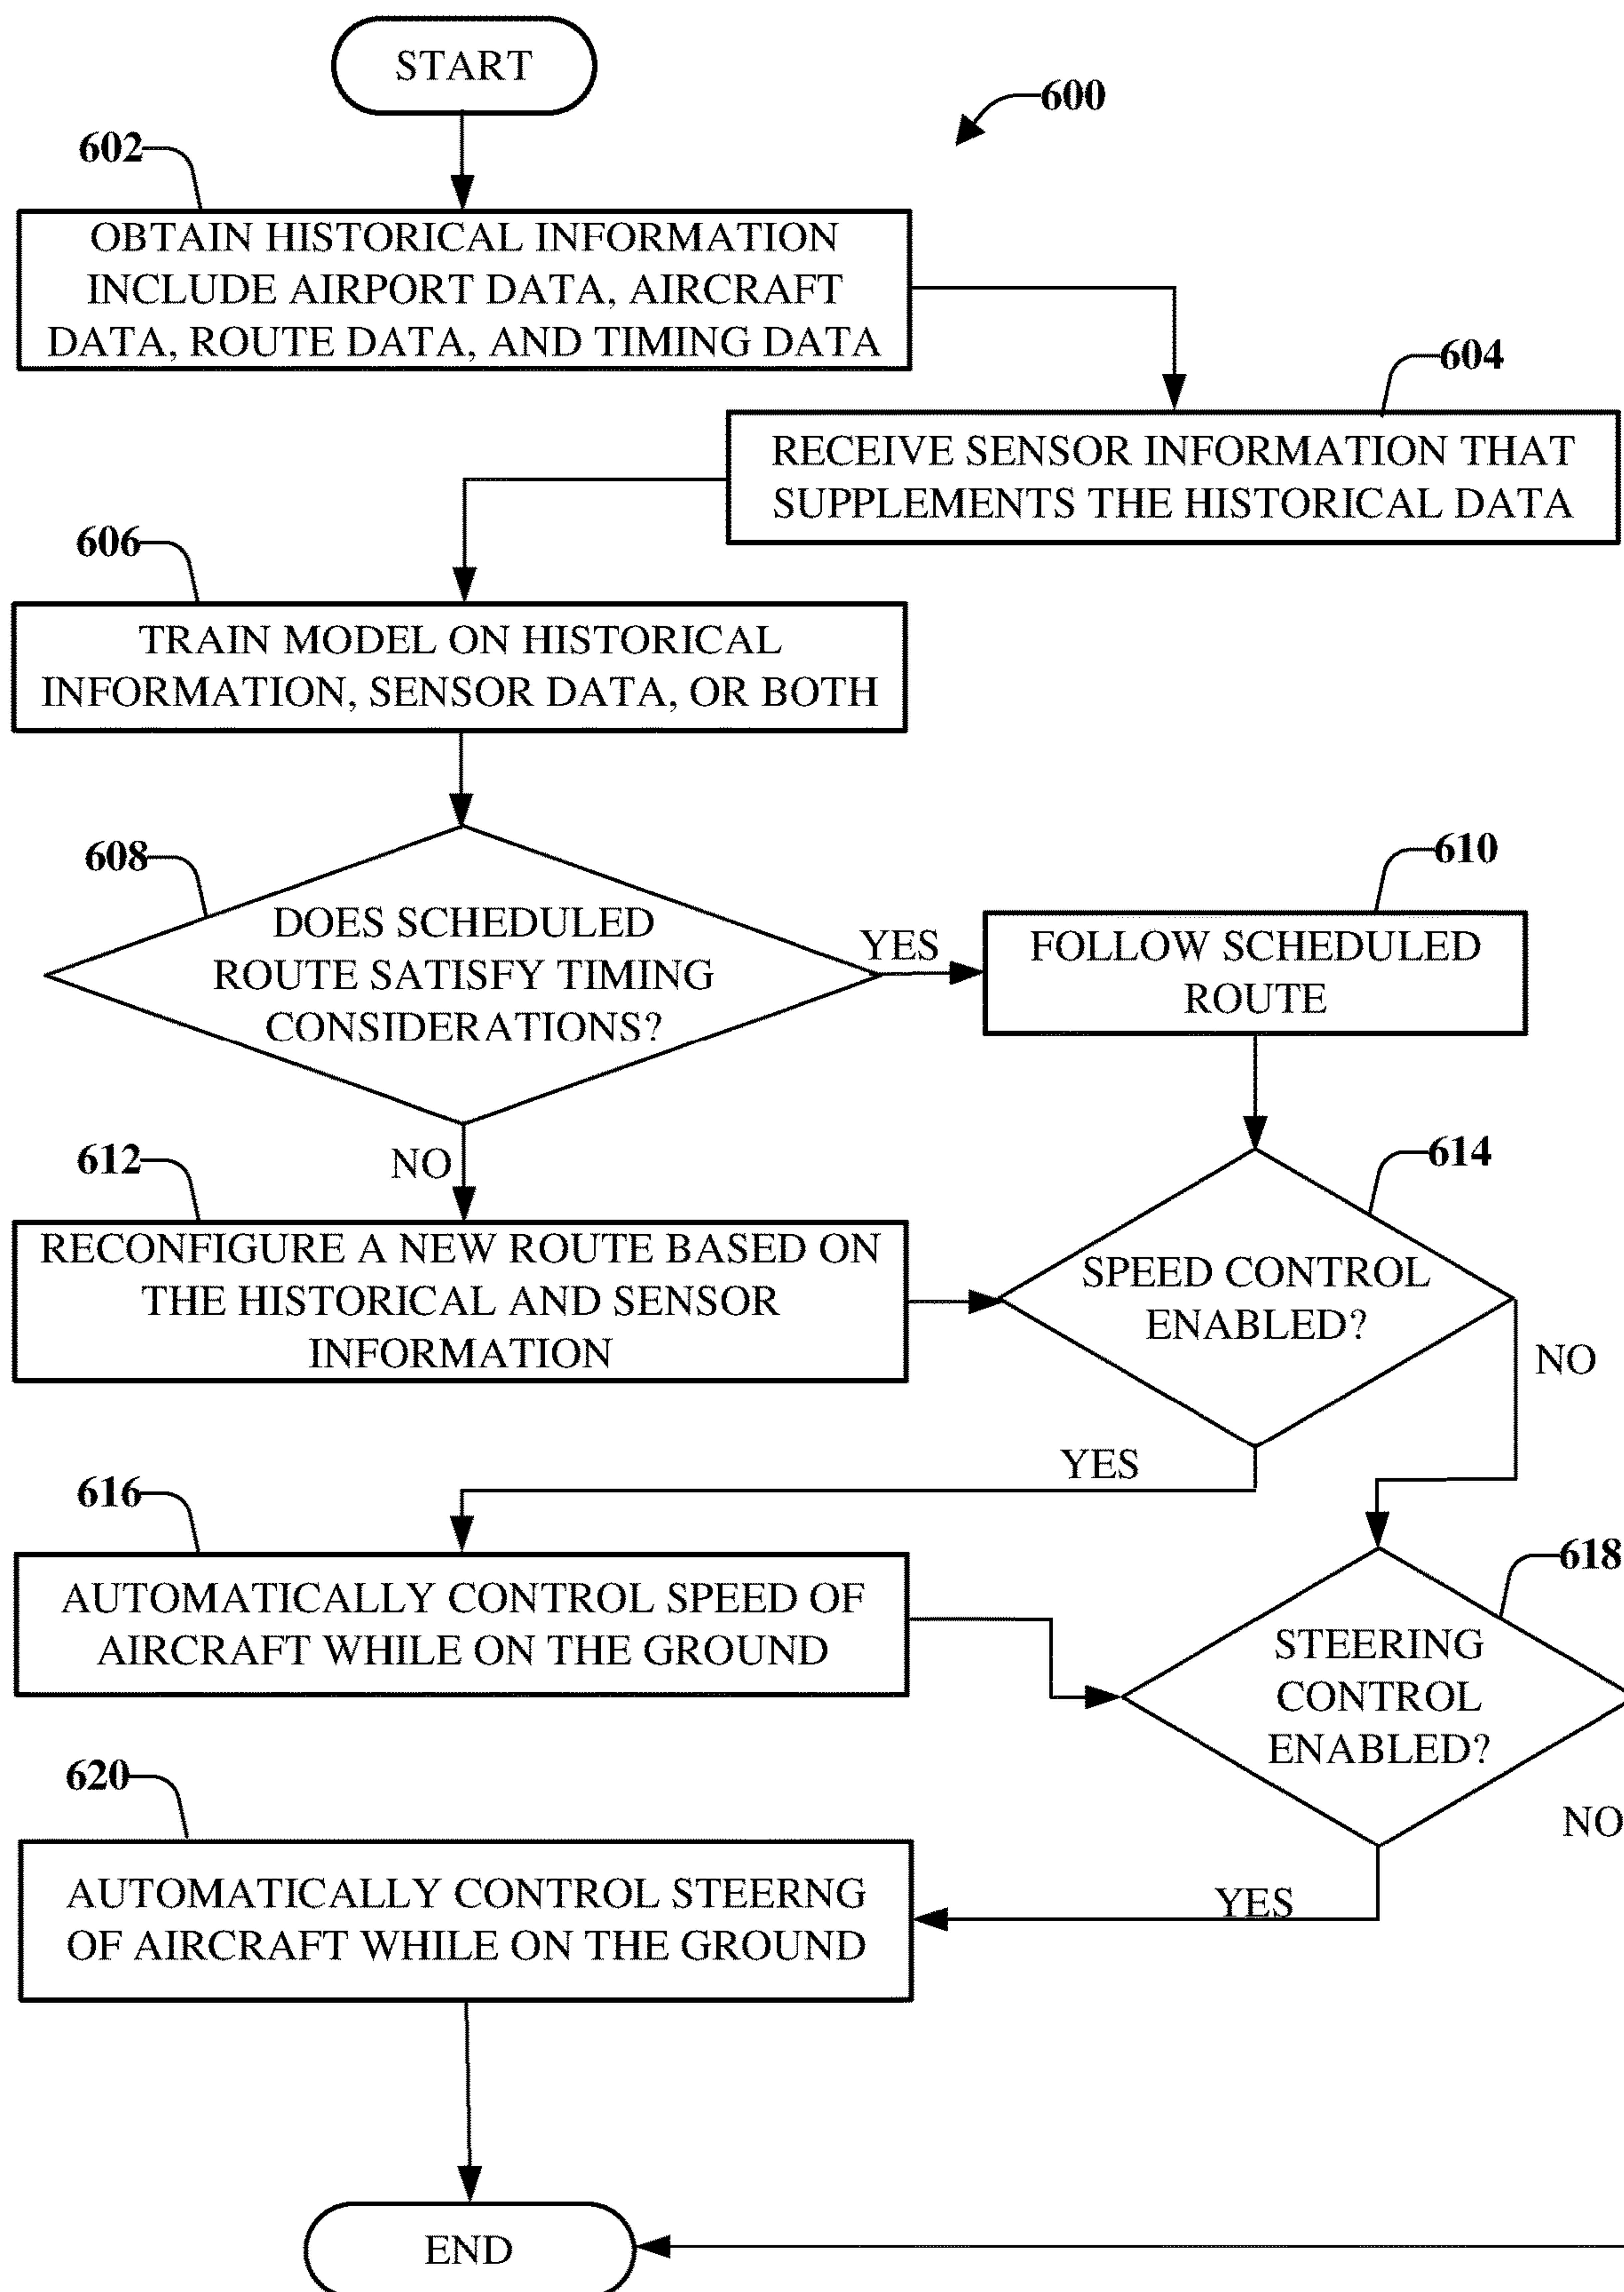 START
600
602
OBTAIN HISTORICAL INFORMATION
INCLUDE AIRPORT DATA, AIRCRAFT
DATA, ROUTE DATA, AND TIMING DATA
604
RECEIVE SENSOR INFORMATION THAT
SUPPLEMENTS THE HISTORICAL DATA
606
TRAIN MODEL ON HISTORICAL
INFORMATION, SENSOR DATA, OR BOTH
608
DOES SCHEDULED
ROUTE SATISFY TIMING
CONSIDERATIONS?
YES
610
FOLLOW SCHEDULED
ROUTE
NO
612
RECONFIGURE A NEW ROUTE BASED ON
THE HISTORICAL AND SENSOR
INFORMATION
614
SPEED CONTROL
ENABLED?
NO
YES
616
AUTOMATICALLY CONTROL SPEED OF
AIRCRAFT WHILE ON THE GROUND
618
STEERING
CONTROL
ENABLED?
NO
YES
620
AUTOMATICALLY CONTROL STEERNG
OF AIRCRAFT WHILE ON THE GROUND
END